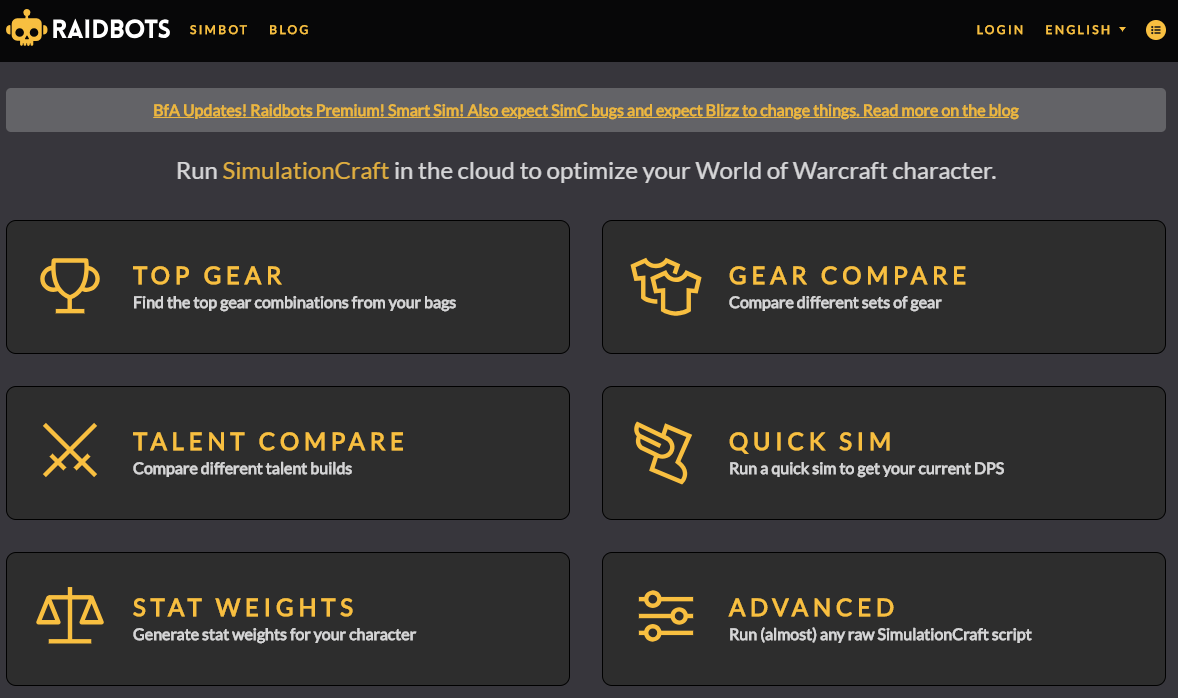 RAIDBOTS SIMBOT BLOG LOGIN ENGLISH
BfA Updates! Raidbots Premium! Smart Sim! Also expect SimC bugs and expect Blizz to change things. Read more on the blog
Run SimulationCraft in the cloud to optimize your World of Warcraft character.
TOP GEAR
Find the top gear combinations from your bags
GEAR COMPARE
Compare different sets of gear
TALENT COMPARE
Compare different talent builds
QUICK SIM
Run a quick sim to get your current DPS
STAT WEIGHTS
Generate stat weights for your character
ADVANCED
Run (almost) any raw SimulationCraft script